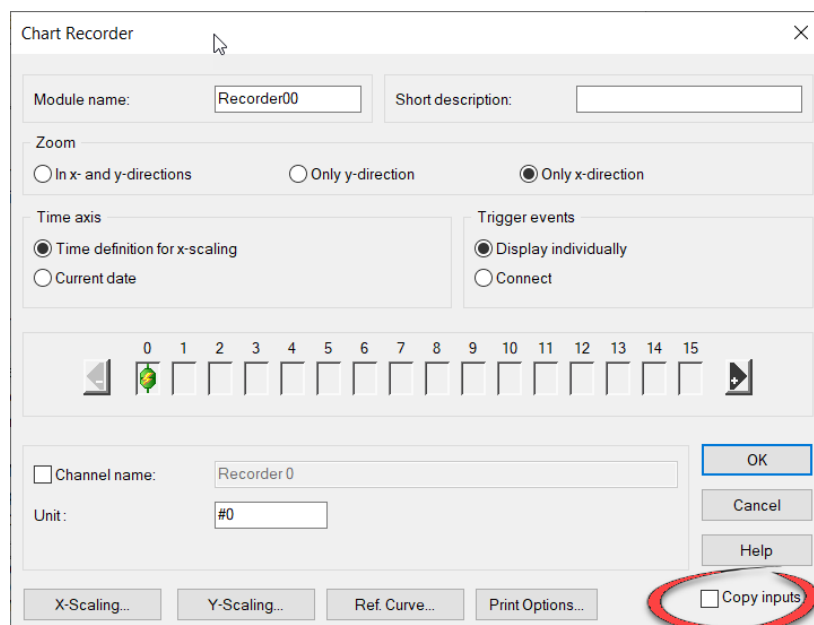 Chart Recorder
Module name: Recorder00 Short description:
Zoom
In x- and y-directions Only y-direction Only x-direction
Time axis Trigger events
Time definition for x-scaling Display individually
Current date Connect
0 1 2 3 4 5 6 7 8 9 10 11 12 13 14 15
Channel name: Recorder 0 OK
Unit : #0 Cancel
Help
X-Scaling... Y-Scaling... Ref. Curve... Print Options... Copy inputs